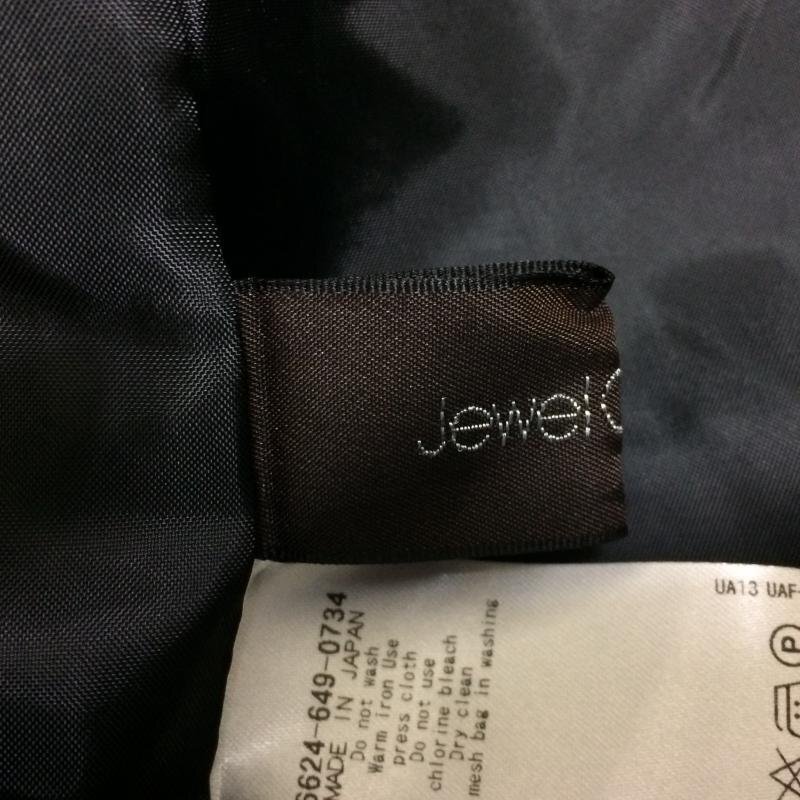 Jewel C
UA13 UAF-
6624-649-0734
MADE IN JAPAN
Do not wash
Warm iron Use
press cloth
Do not use
chlorine bleach
Dry clean
mesh bag in washing
P